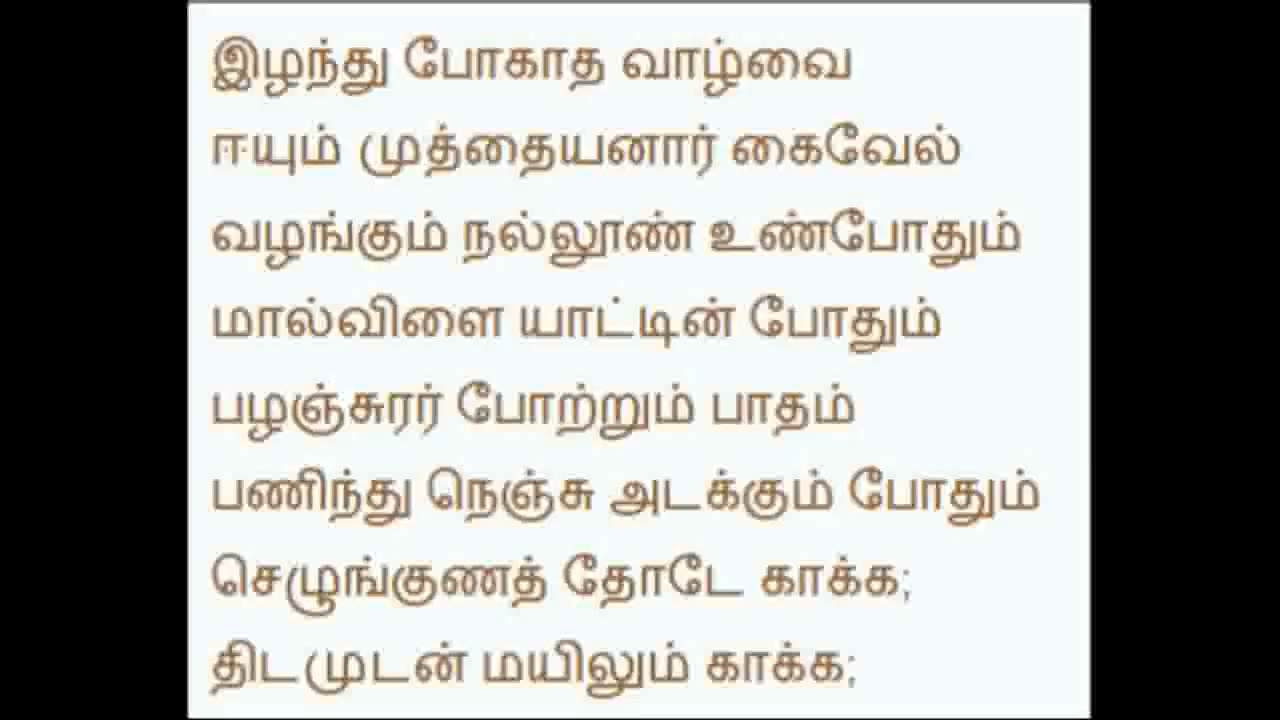 இழந்து போகாத வாழ்வை
ஈயும் முத்தையனார் கைவேல்
வழங்கும் நல்லூண் உண்போதும்
மால்விளை யாட்டின் போதும்
பழஞ்சுரர் போற்றும் பாதம்
பணிந்து நெஞ்சு அடக்கும் போதும்
செழுங்குணத் தோடே காக்க;
திடமுடன் மயிலும் காக்க;